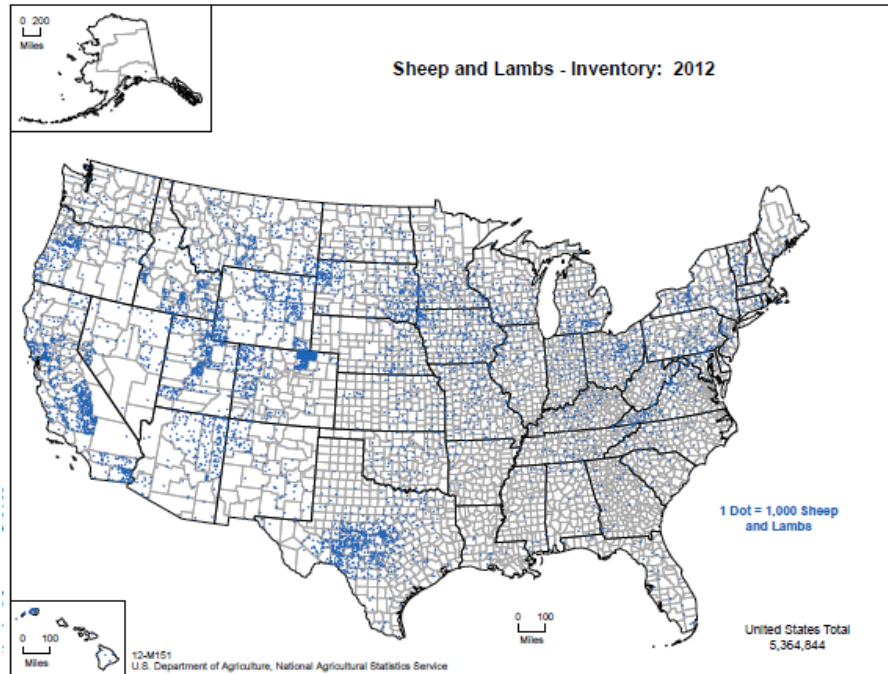 0 200
Miles
Sheep and Lambs - Inventory: 2012
1 Dot = 1,000 Sheep
and Lambs
0 100
Miles
United States Total
5,364,844
0 100
Miles
12-M151
U.S. Department of Agriculture, National Agricultural Statistics Service